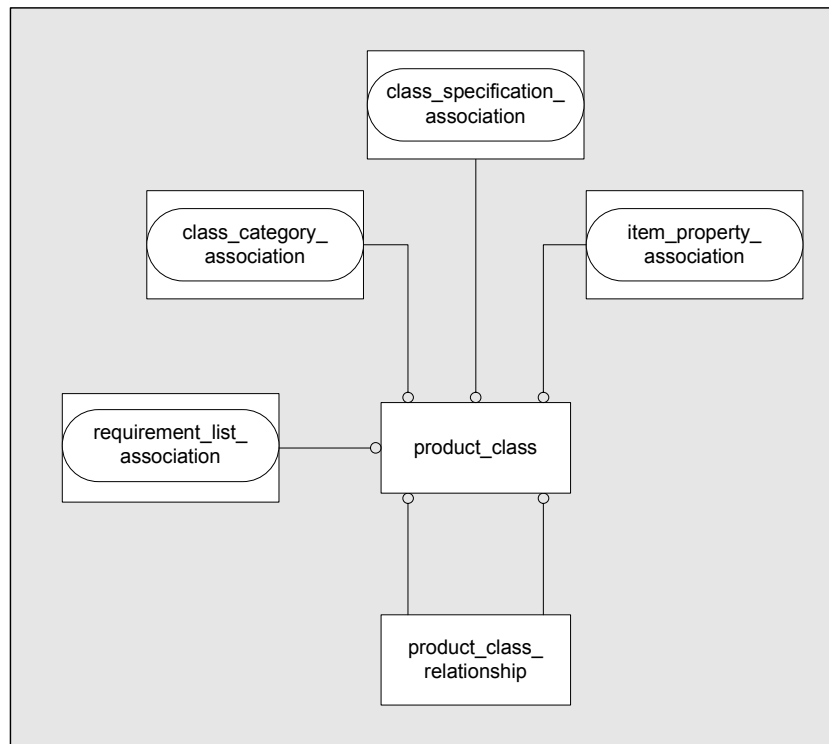 class_specification_
association
class_category_
association
item_property_
association
requirement_list_
association
product_class
product_class_
relationship